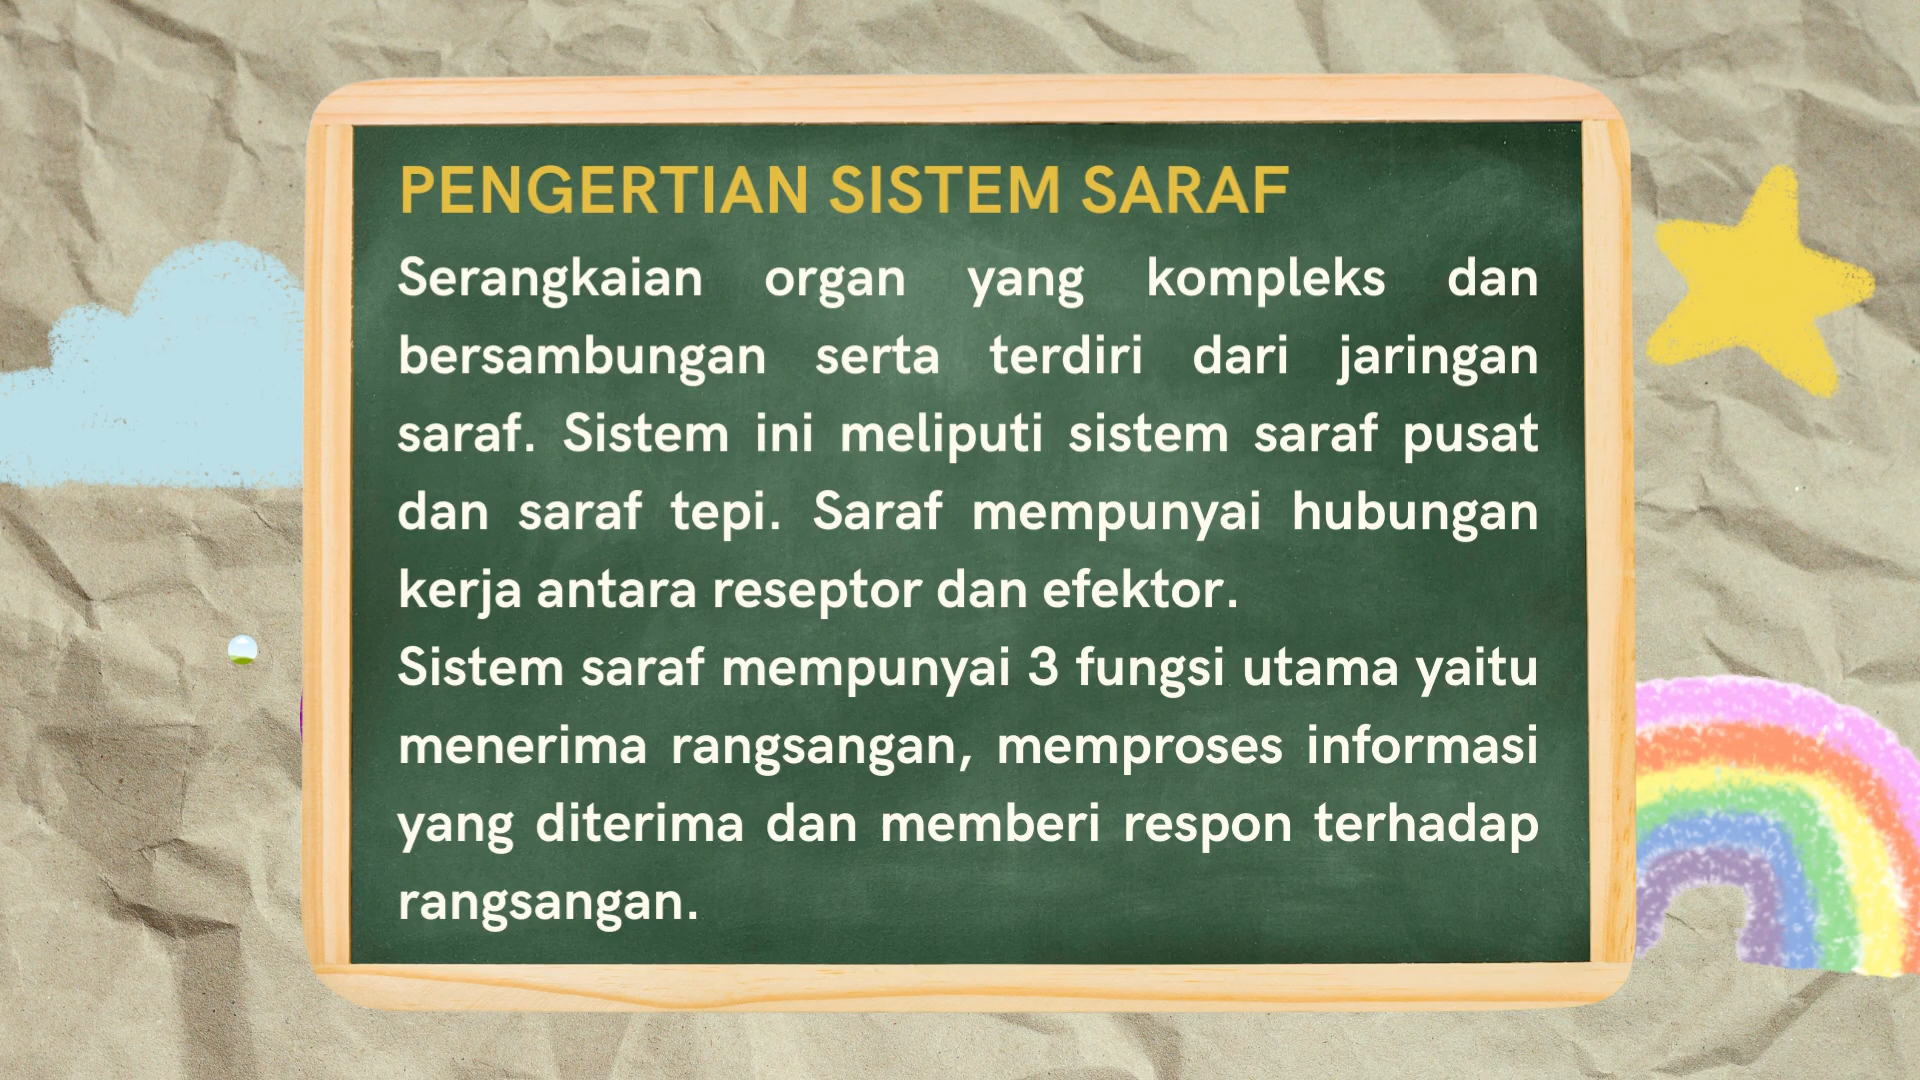 PENGERTIAN SISTEM SARAF
Serangkaian organ yang kompleks dan
bersambungan serta terdiri dari jaringan
saraf. Sistem ini meliputi sistem saraf pusat
dan saraf tepi. Saraf mempunyai hubungan
kerja antara reseptor dan efektor.
Sistem saraf mempunyai 3 fungsi utama yaitu
menerima rangsangan, memproses informasi
yang diterima dan memberi respon terhadap
rangsangan.